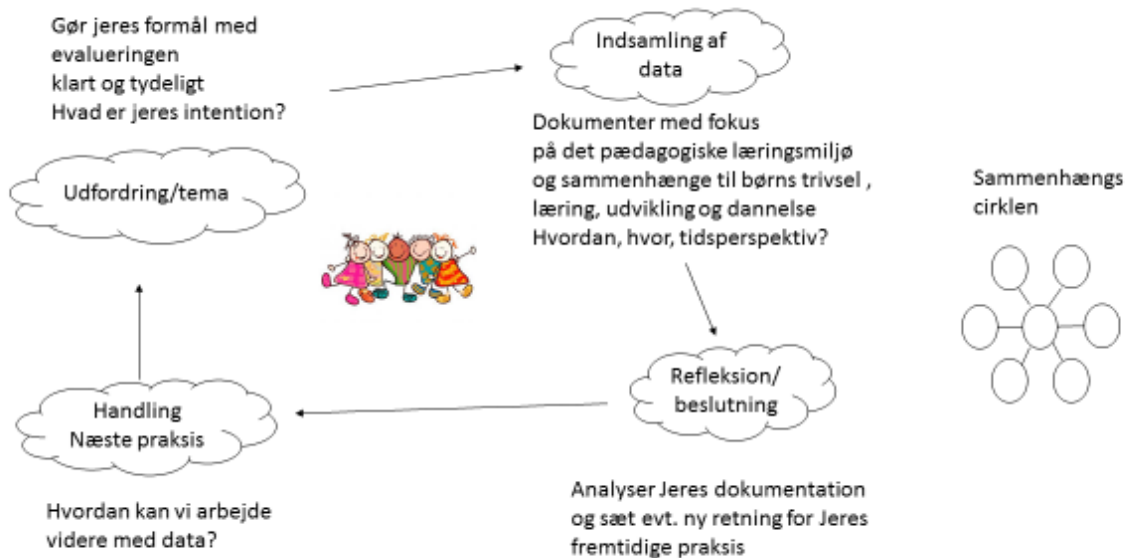 Gør jeres formål med
evalueringen
klart og tydeligt
Hvad er jeres intention?
Udfordring/tema
Indsamling af
data
Dokumenter med fokus
på det pædagogiske læringsmiljø
og sammenhænge til børns trivsel ,
læring, udvikling og dannelse
Hvordan, hvor, tidsperspektiv?
Refleksion/
beslutning
Analyser Jeres dokumentation
og sæt evt. ny retning for Jeres
fremtidige praksis
Handling
Næste praksis
Hvordan kan vi arbejde
videre med data?
Sammenhængs
cirklen